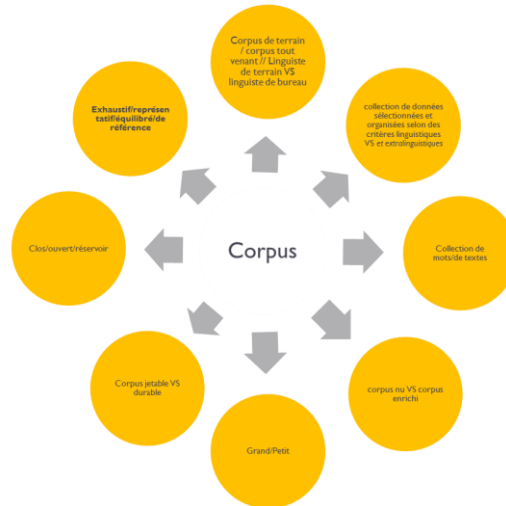 Corpus de terrain
/ corpus tout
venant // Linguiste
de terrain VS
linguiste de bureau
collection de données
sélectionnées et
organisées selon des
critères linguistiques
VS et extralinguistiques
Collection de
mots/de textes
corpus nu VS corpus
enrichi
Grand/Petit
Corpus jetable VS
durable
Clos/ouvert/réservoir
Exhaustif/représen
tatif/équilibré/de
référence
Corpus